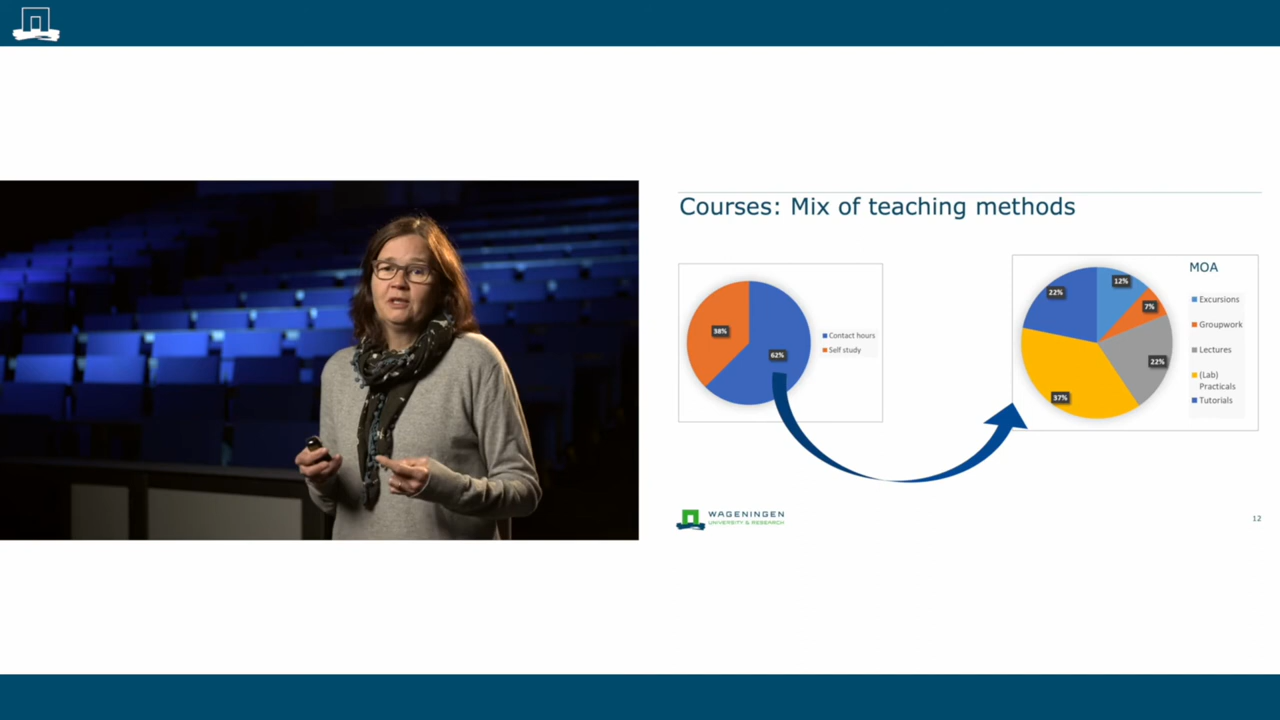 Courses: Mix of teaching methods
38%
62%
Contact hours
Self study
MOA
22%
12%
7%
22%
37%
Excursions
Groupwork
Lectures
(Lab)
Practicals
Tutorials
WAGENINGEN
UNIVERSITY & RESEARCH
12